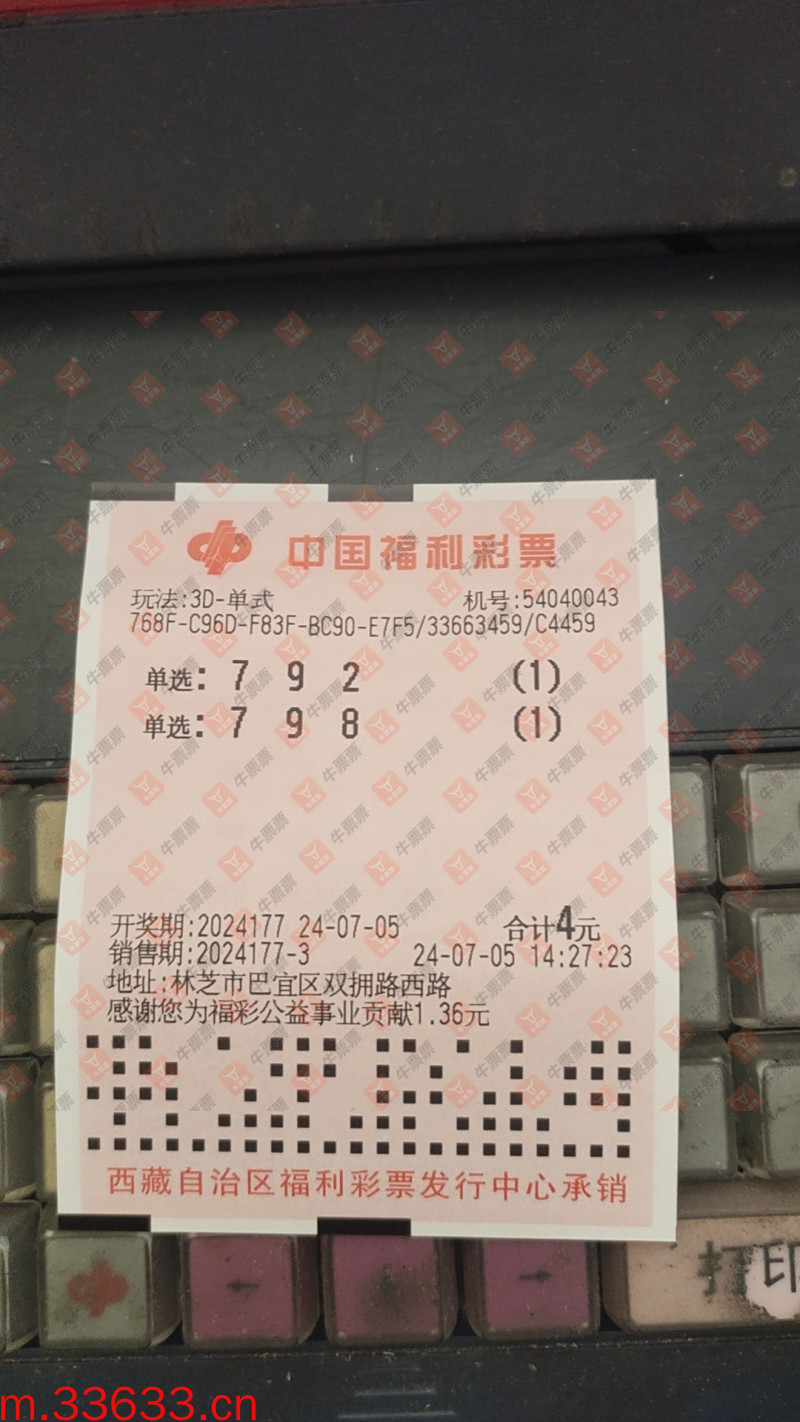 中国福利彩票
玩法:3D-单式 机号:54040043
768F-C96D-F83F-BC90-E7F5/33663459/C4459
单选: 7 9 2 (1)
单选: 7 9 8 (1)
开奖期:2024177 24-07-05 合计4元
销售期:2024177-3 24-07-05 14:27:23
地址:林芝市巴宜区双拥路西路
感谢您为福彩公益事业贡献1.36元
西藏自治区福利彩票发行中心承销
打印
牛票票
m.33633.cn